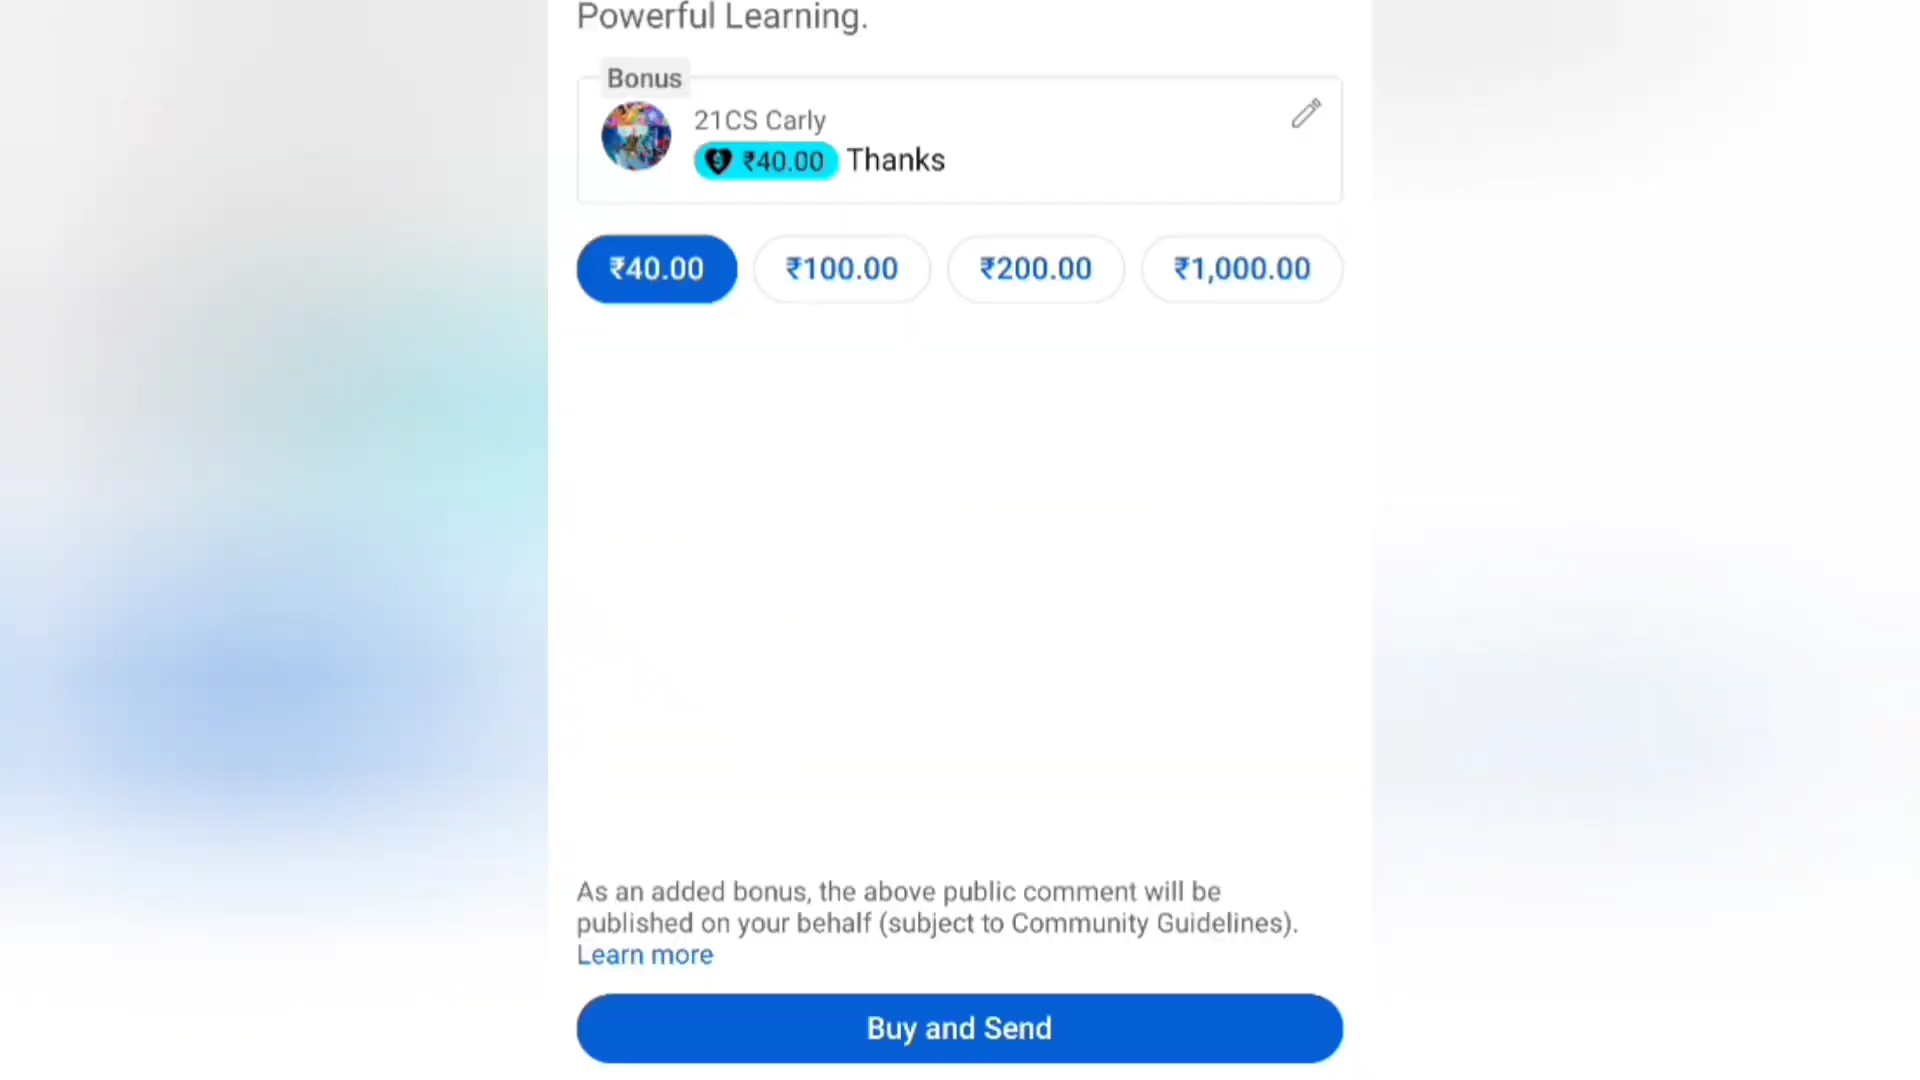 Powerful Learning.
Bonus
21CS Carly
₹40.00 Thanks
₹40.00 ₹100.00 ₹200.00 ₹1,000.00
As an added bonus, the above public comment will be
published on your behalf (subject to Community Guidelines).
Learn more
Buy and Send